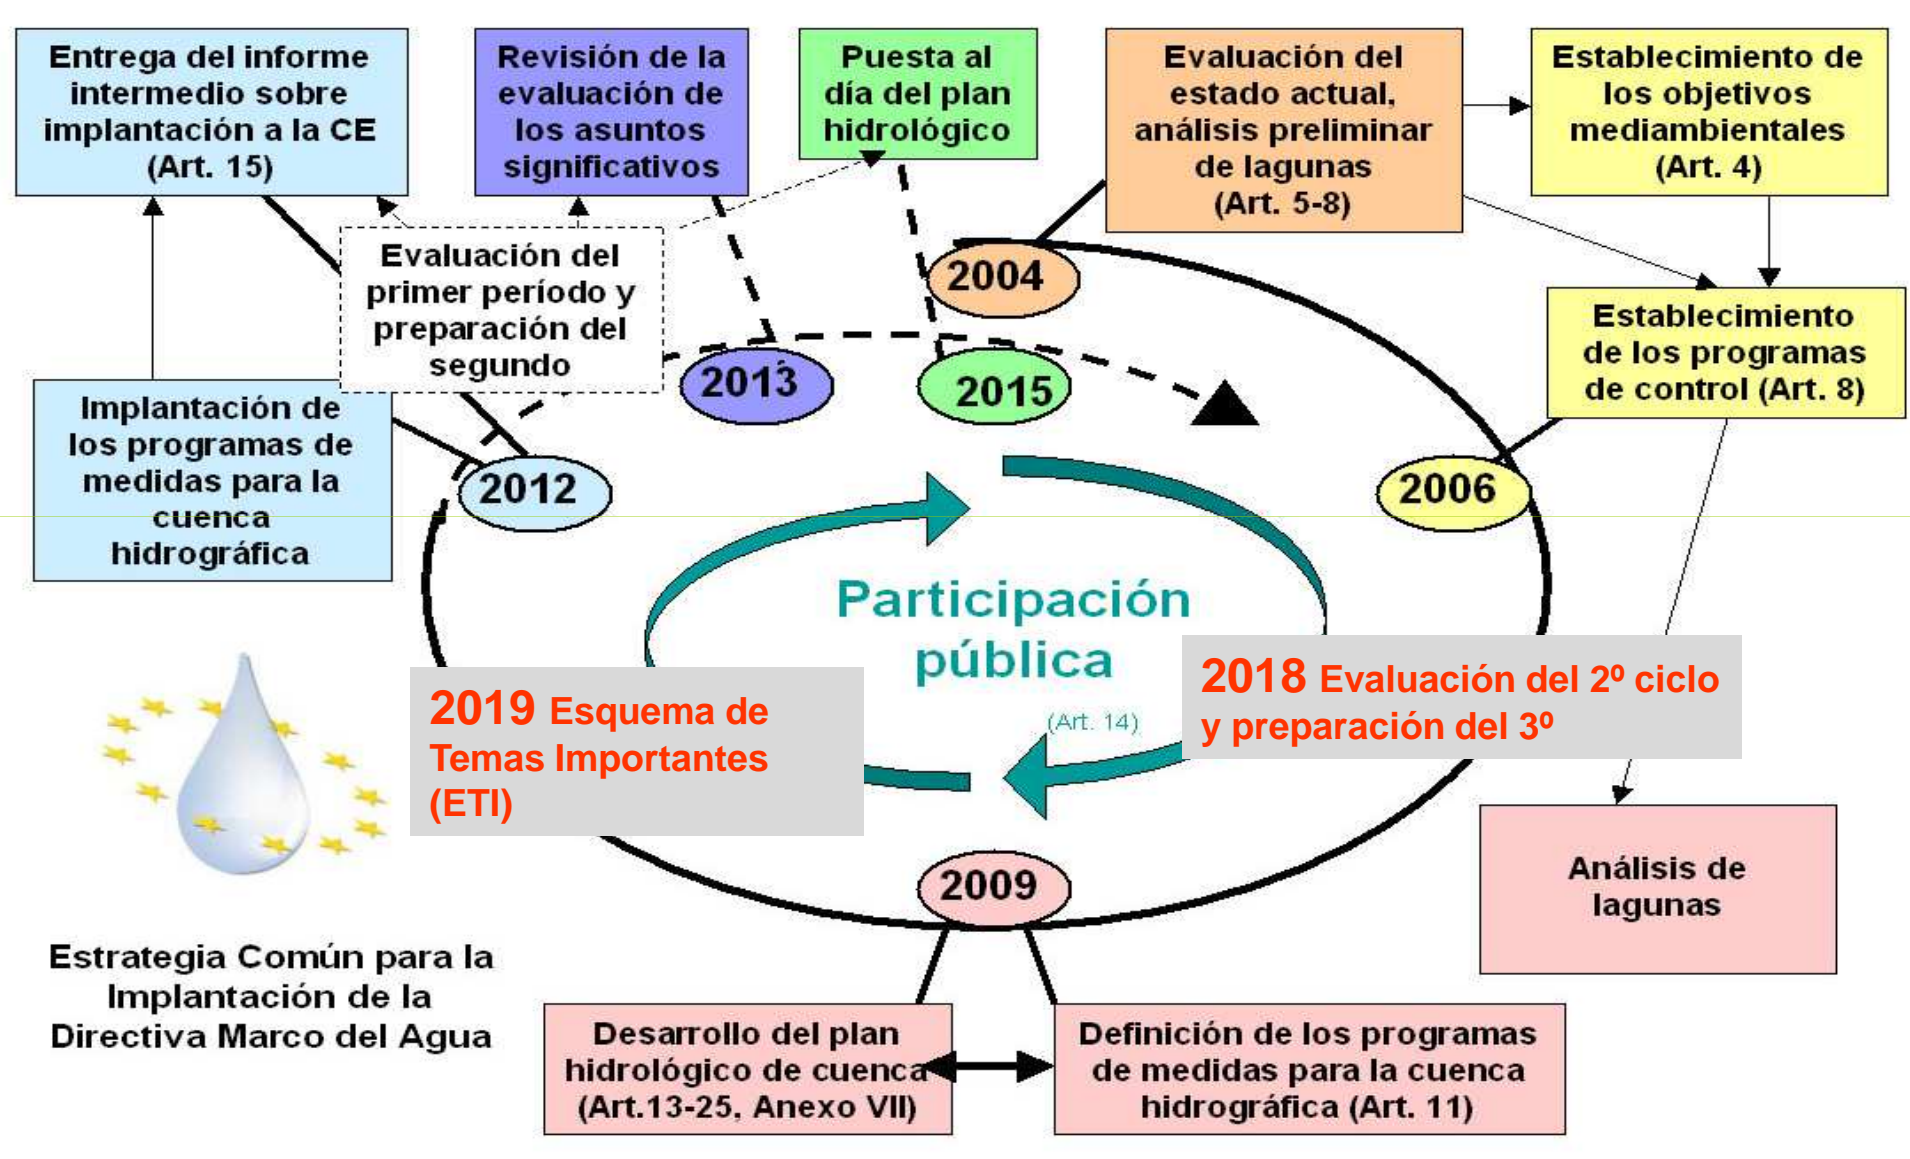 Entrega del informe
intermedio sobre
implantación a la CE
(Art. 15)
Revisión de la
evaluación de
los asuntos
significativos
Puesta al
día del plan
hidrológico
Evaluación del
estado actual,
análisis preliminar
de lagunas
(Art. 5-8)
Establecimiento de
los objetivos
mediambientales
(Art. 4)
Evaluación del
primer período y
preparación del
segundo
2004
Establecimiento
de los programas
de control (Art. 8)
2013
2015
Implantación de
los programas de
medidas para la
cuenca
hidrográfica
2012
2006
Participación
pública
(Art. 14)
2018 Evaluación del 2º ciclo
y preparación del 3º
2019 Esquema de
Temas Importantes
(ETI)
2009
Análisis de
lagunas
Estrategia Común para la
Implantación de la
Directiva Marco del Agua
Desarrollo del plan
hidrológico de cuenca
(Art.13-25, Anexo VII)
Definición de los programas
de medidas para la cuenca
hidrográfica (Art. 11)